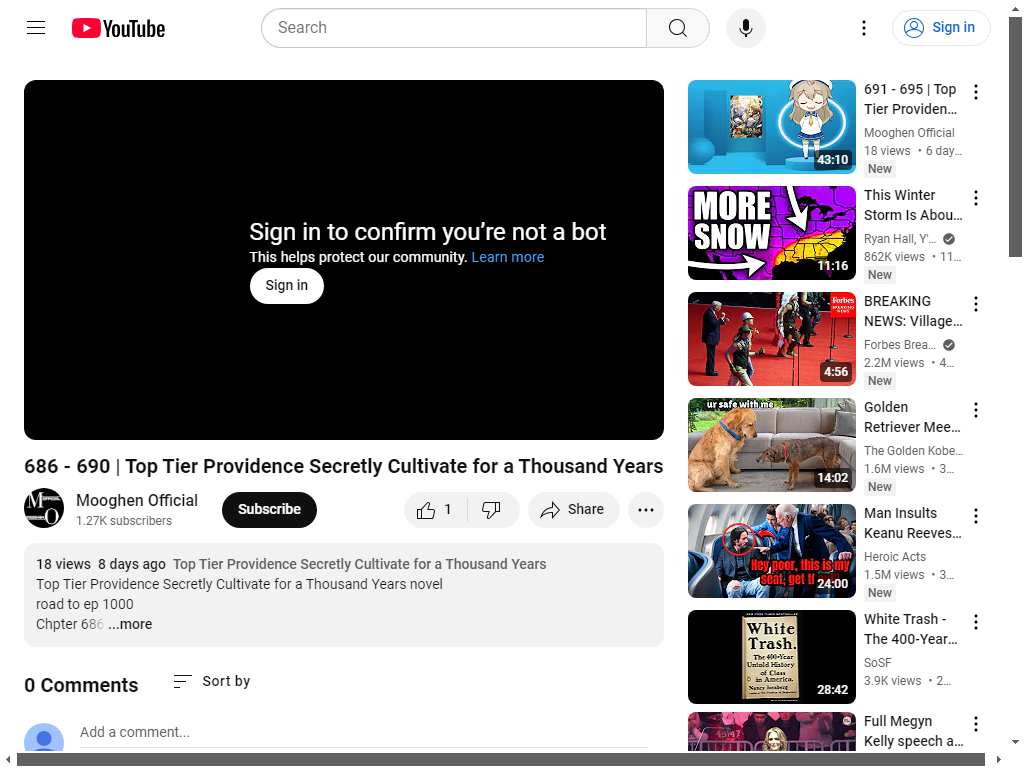 YouTube
Search
Sign in
Sign in to confirm you're not a bot
This helps protect our community. Learn more
Sign in
686 - 690 | Top Tier Providence Secretly Cultivate for a Thousand Years
Mooghen Official
1.27K subscribers
Subscribe
1
Share
18 views 8 days ago Top Tier Providence Secretly Cultivate for a Thousand Years
Top Tier Providence Secretly Cultivate for a Thousand Years novel
road to ep 1000
Chpter 686 ...more
0 Comments
Sort by
Add a comment...
43:10
691 - 695 | Top
Tier Providen...
Mooghen Official
18 views • 6 day...
New
MORE
SNOW
11:16
This Winter
Storm Is Abou...
Ryan Hall, Y'...
862K views • 11...
New
Forbes
BREAKING
NEWS
4:56
BREAKING
NEWS: Village...
Forbes Brea...
2.2M views • 4...
New
ur safe with me
14:02
Golden
Retriever Mee...
The Golden Kobe...
1.6M views • 3...
New
Hey poor, this is my
seat, get
24:00
Man Insults
Keanu Reeves...
Heroic Acts
1.5M views • 3...
New
White
Trash.
The 400-Year
Untold History
of Class
in America.
Nancy Isenberg
28:42
White Trash -
The 400-Year...
SoSF
3.9K views • 2...
45/47
Full Megyn
Kelly speech a...